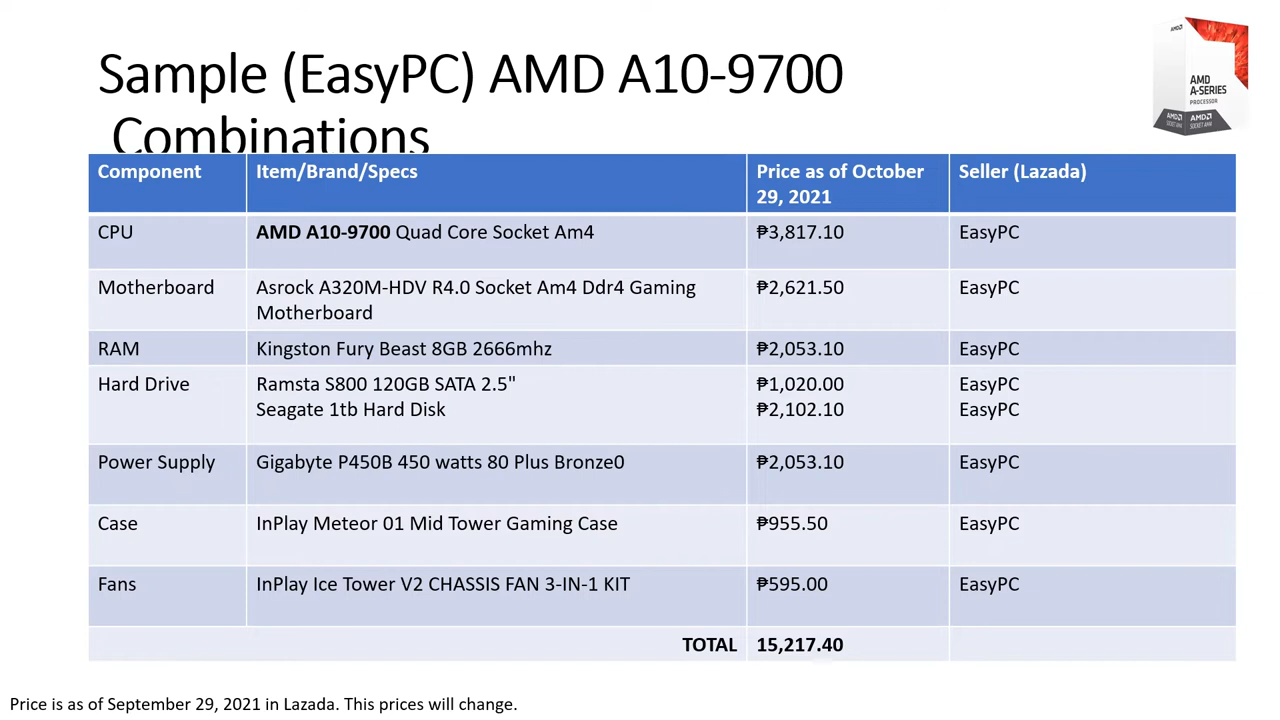 Sample (EasyPC) AMD A10-9700
Combinations
AMD
AMD
A-SERIES
PROCESSOR
AMD
SOCKET AM4
AMD
SOCKET AM4
Component Item/Brand/Specs Price as of October Seller (Lazada)
29, 2021
CPU AMD A10-9700 Quad Core Socket Am4 ₱3,817.10 EasyPC
Motherboard Asrock A320M-HDV R4.0 Socket Am4 Ddr4 Gaming ₱2,621.50 EasyPC
Motherboard
RAM Kingston Fury Beast 8GB 2666mhz ₱2,053.10 EasyPC
Hard Drive Ramsta S800 120GB SATA 2.5" ₱1,020.00 EasyPC
Seagate 1tb Hard Disk ₱2,102.10 EasyPC
Power Supply Gigabyte P450B 450 watts 80 Plus Bronze0 ₱2,053.10 EasyPC
Case InPlay Meteor 01 Mid Tower Gaming Case ₱955.50 EasyPC
Fans InPlay Ice Tower V2 CHASSIS FAN 3-IN-1 KIT ₱595.00 EasyPC
TOTAL 15,217.40
Price is as of September 29, 2021 in Lazada. This prices will change.